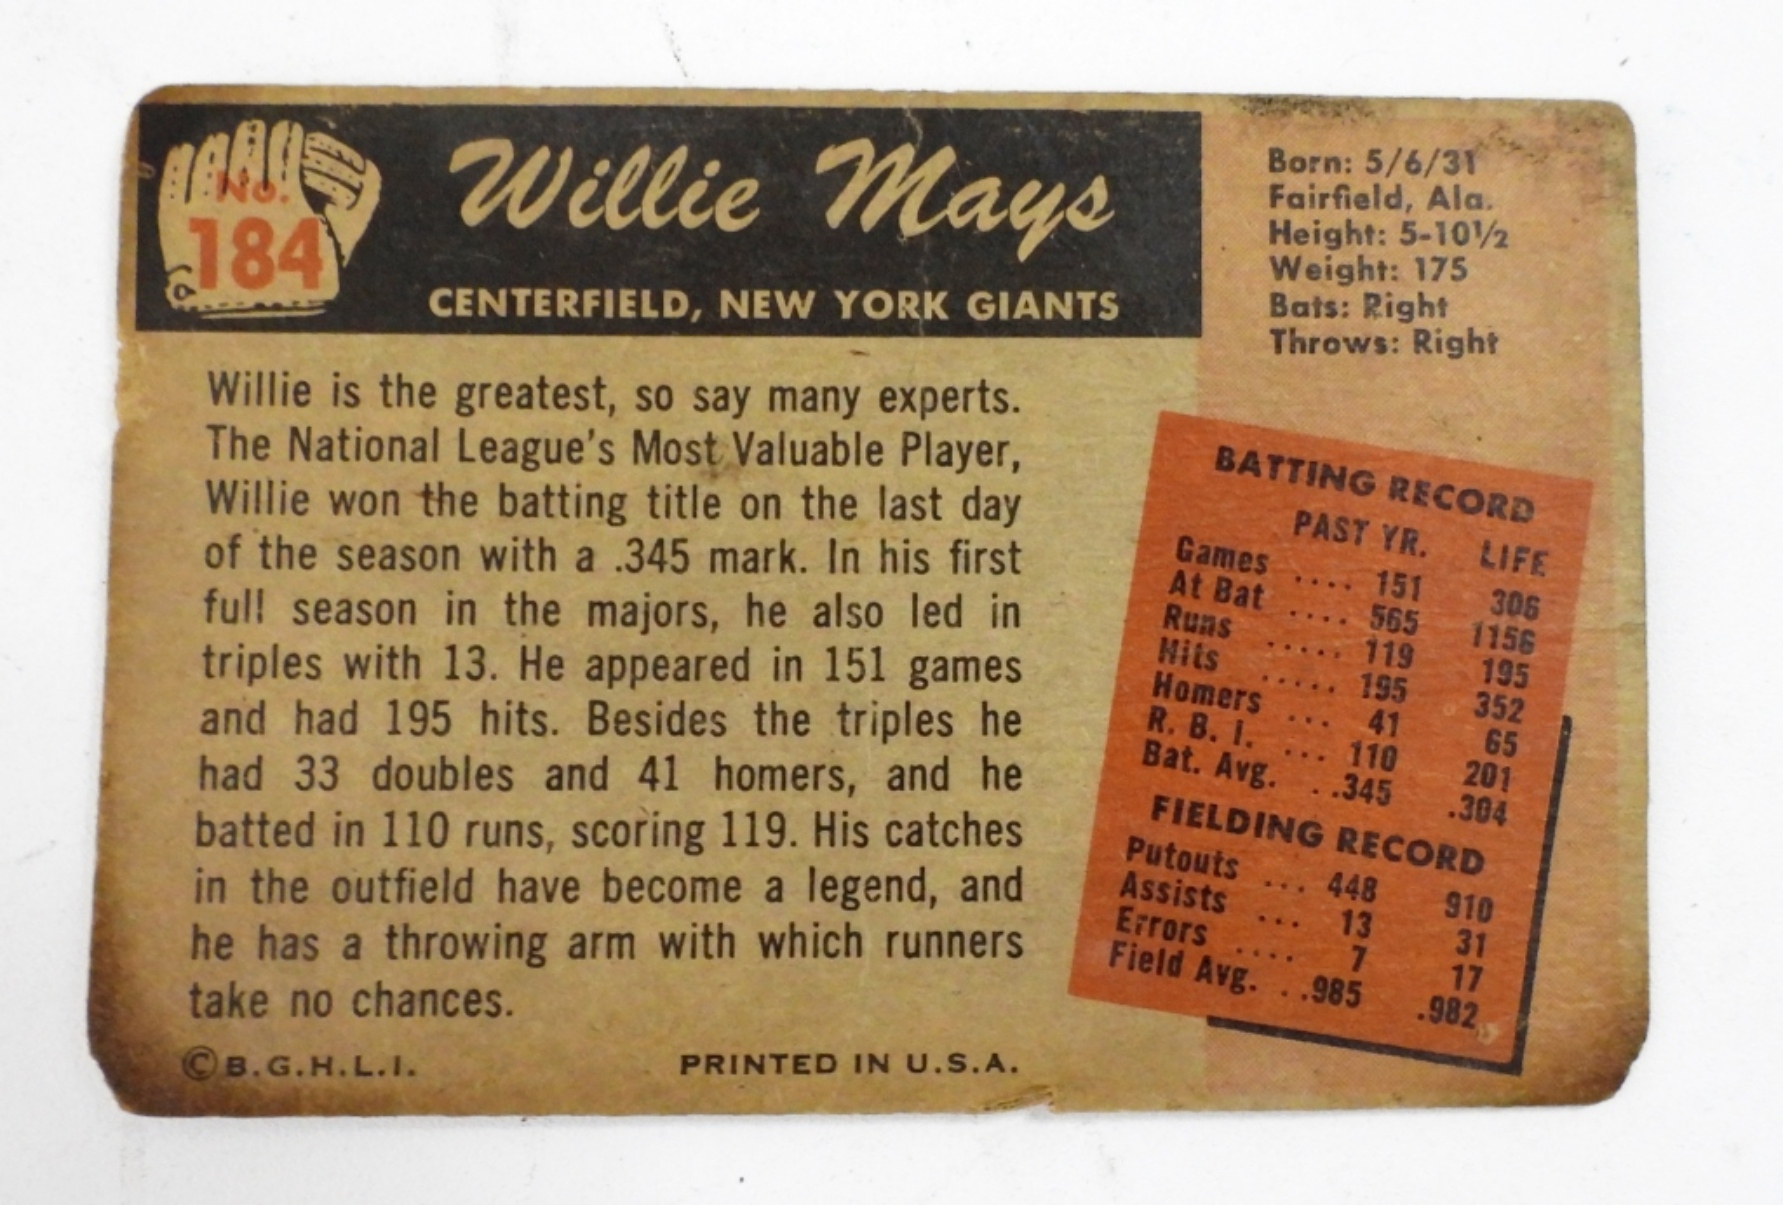 No.
184
Willie Mays
CENTERFIELD, NEW YORK GIANTS
Born: 5/6/31
Fairfield, Ala.
Height: 5-10½
Weight: 175
Bats: Right
Throws: Right
Willie is the greatest, so say many experts.
The National League's Most Valuable Player,
Willie won the batting title on the last day
of the season with a .345 mark. In his first
full season in the majors, he also led in
triples with 13. He appeared in 151 games
and had 195 hits. Besides the triples he
had 33 doubles and 41 homers, and he
batted in 110 runs, scoring 119. His catches
in the outfield have become a legend, and
he has a throwing arm with which runners
take no chances.
©B.G.H.L.I. PRINTED IN U.S.A.
BATTING RECORD
PAST YR. LIFE
Games .... 151 306
At Bat .... 565 1156
Runs ..... 119 195
Hits ..... 195 352
Homers ... 41 65
R. B. I. ... 110 201
Bat. Avg. ..345 .304
FIELDING RECORD
Putouts ... 448 910
Assists ... 13 31
Errors .... 7 17
Field Avg. ..985 .982